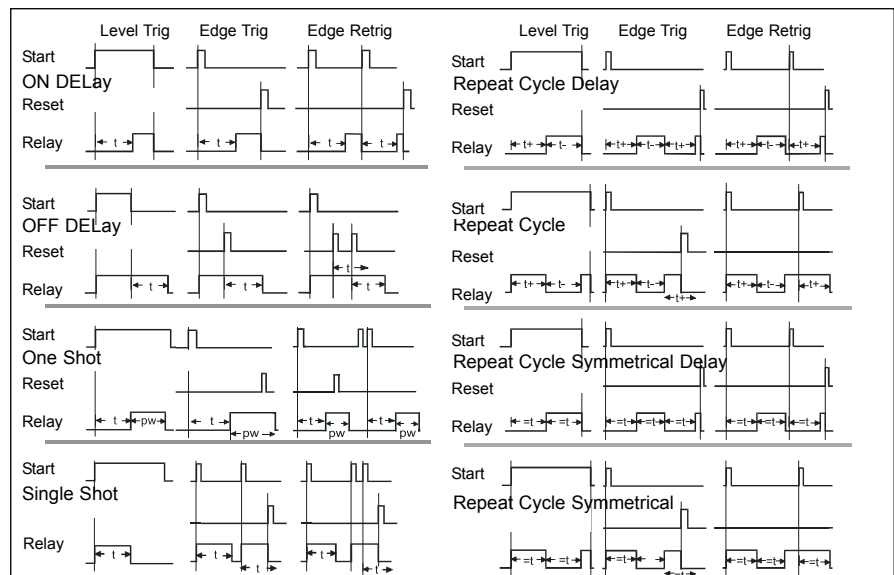 Level Trig Edge Trig Edge Retrig
Start
ON DELay
Reset
Relay t t t t
Start
OFF DELay
Reset
t
Relay t t t
Start
One Shot
Reset
Relay t pw t pw t pw t pw
Start
Single Shot
Relay t t t t t
Level Trig Edge Trig Edge Retrig
Start
Repeat Cycle Delay
Reset
Relay t+ t- t+ t- t+ t+ t- t+
Start
Repeat Cycle
Reset
Relay t+ t- t+ t- t+ t+ t- t+
Start
Repeat Cycle Symmetrical Delay
Reset
Relay =t =t =t =t =t =t =t =t
Start
Repeat Cycle Symmetrical
Relay =t =t =t =t =t =t =t